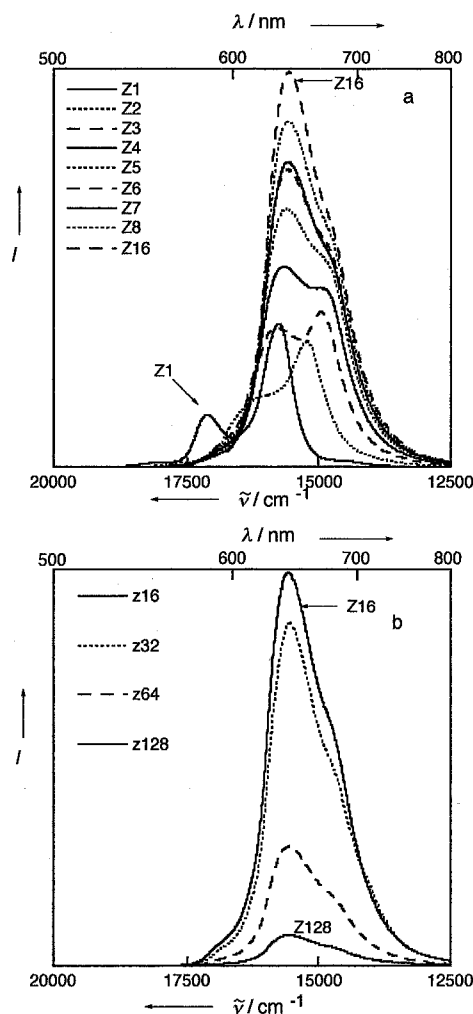 λ / nm
500 600 700 800
Z1 Z16 a
Z2
Z3
Z4
Z5
Z6
Z7
Z8
Z16
I
Z1
20000 17500 15000 12500
ṽ / cm⁻¹
λ / nm
500 600 700 800
z16 Z16 b
z32
z64
z128
I
Z128
20000 17500 15000 12500
ṽ / cm⁻¹